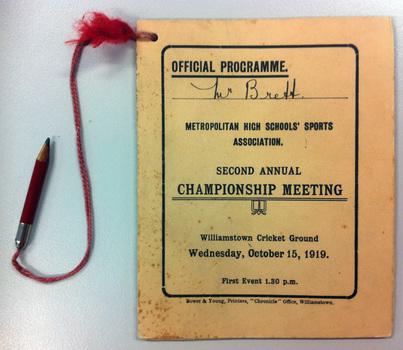 OFFICIAL PROGRAMME.
Mr Brett.
METROPOLITAN HIGH SCHOOLS' SPORTS
ASSOCIATION.
SECOND ANNUAL
CHAMPIONSHIP MEETING
Williamstown Cricket Ground
Wednesday, October 15, 1919.
First Event 1.30 p.m.
Bower & Young, Printers, "Chronicle" Office, Williamstown.